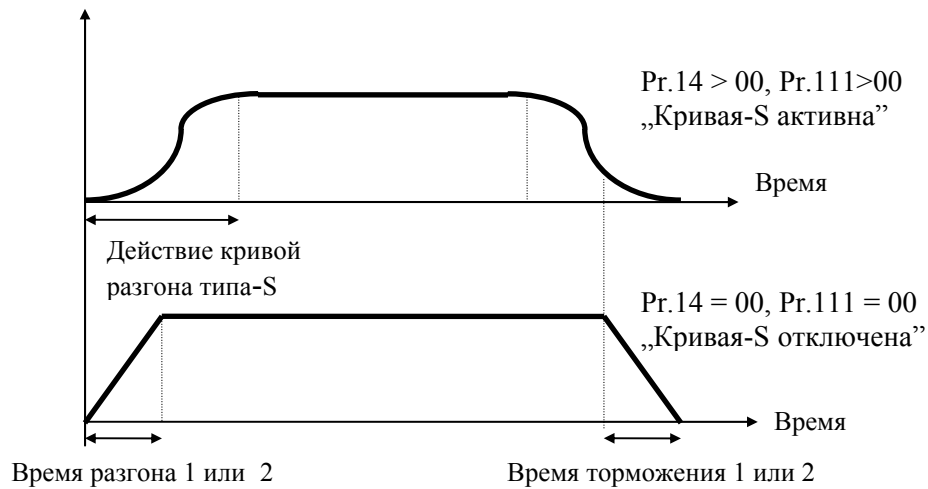 Pr.14 > 00, Pr.111>00
„Кривая-S активна”
Время
Действие кривой
разгона типа-S
Pr.14 = 00, Pr.111 = 00
„Кривая-S отключена”
Время
Время разгона 1 или 2
Время торможения 1 или 2